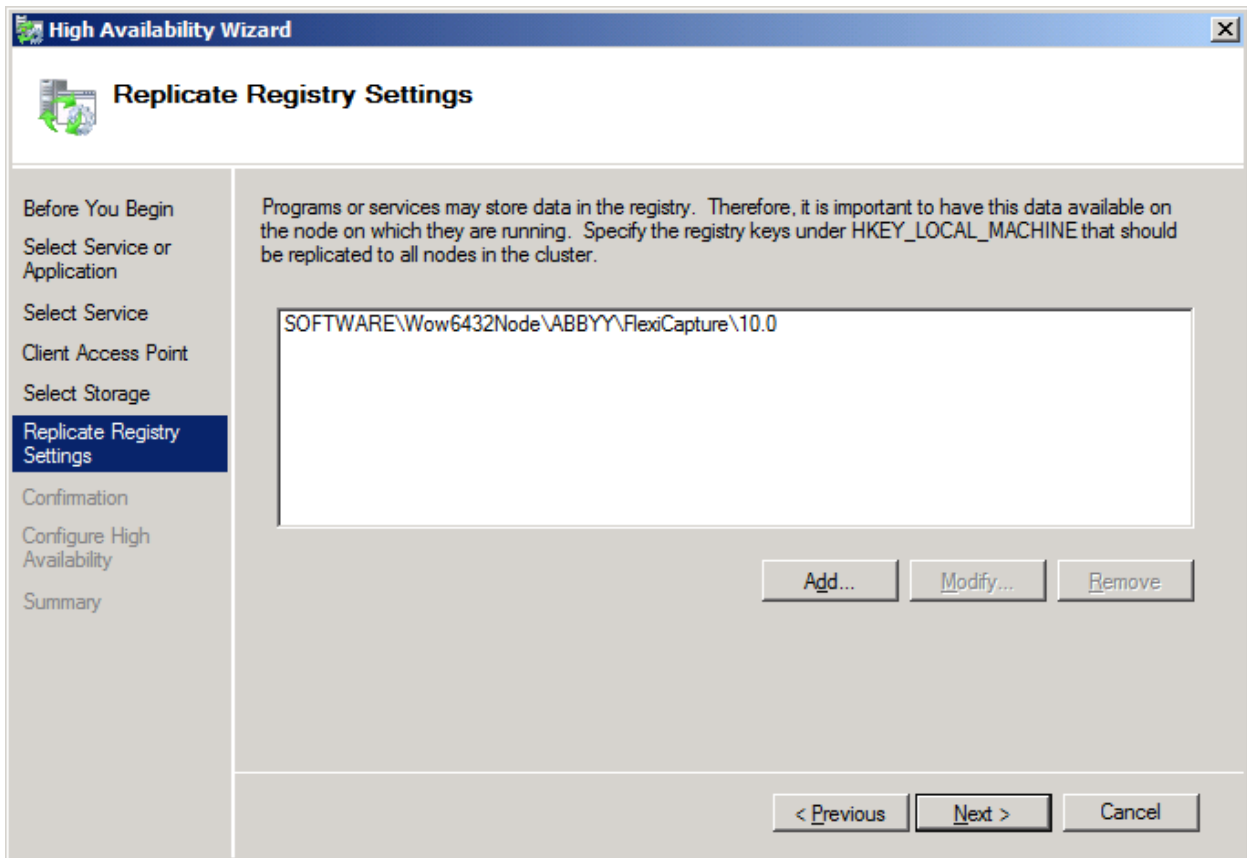 High Availability Wizard
Replicate Registry Settings
Before You Begin
Select Service or
Application
Select Service
Client Access Point
Select Storage
Replicate Registry
Settings
Confirmation
Configure High
Availability
Summary
Programs or services may store data in the registry.  Therefore, it is important to have this data available on
the node on which they are running.  Specify the registry keys under HKEY_LOCAL_MACHINE that should
be replicated to all nodes in the cluster.
SOFTWARE\Wow6432Node\ABBYY\FlexiCapture\10.0
Add...
Modify...
Remove
< Previous
Next >
Cancel